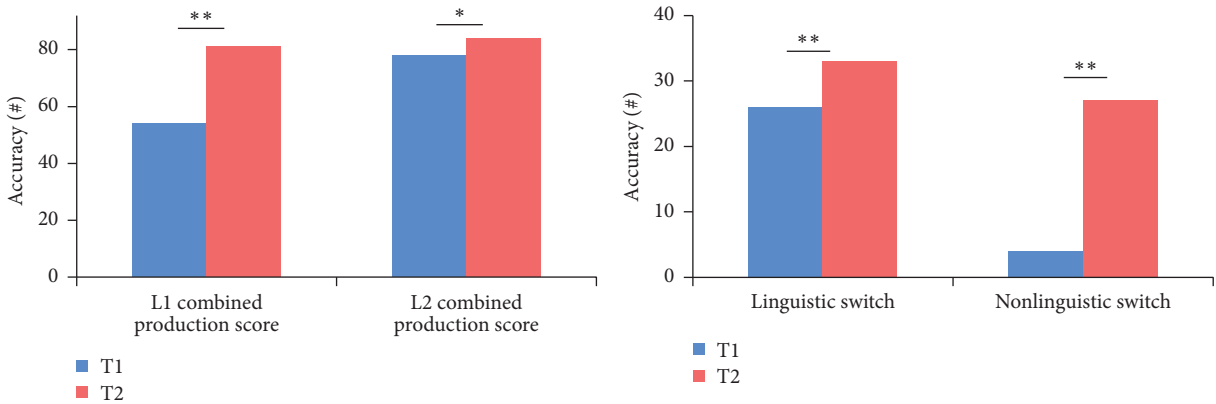 **
*
80
60
40
20
0
Accuracy (#)
L1 combined
production score
L2 combined
production score
T1
T2
40
30
20
10
0
Accuracy (#)
**
**
Linguistic switch
Nonlinguistic switch
T1
T2